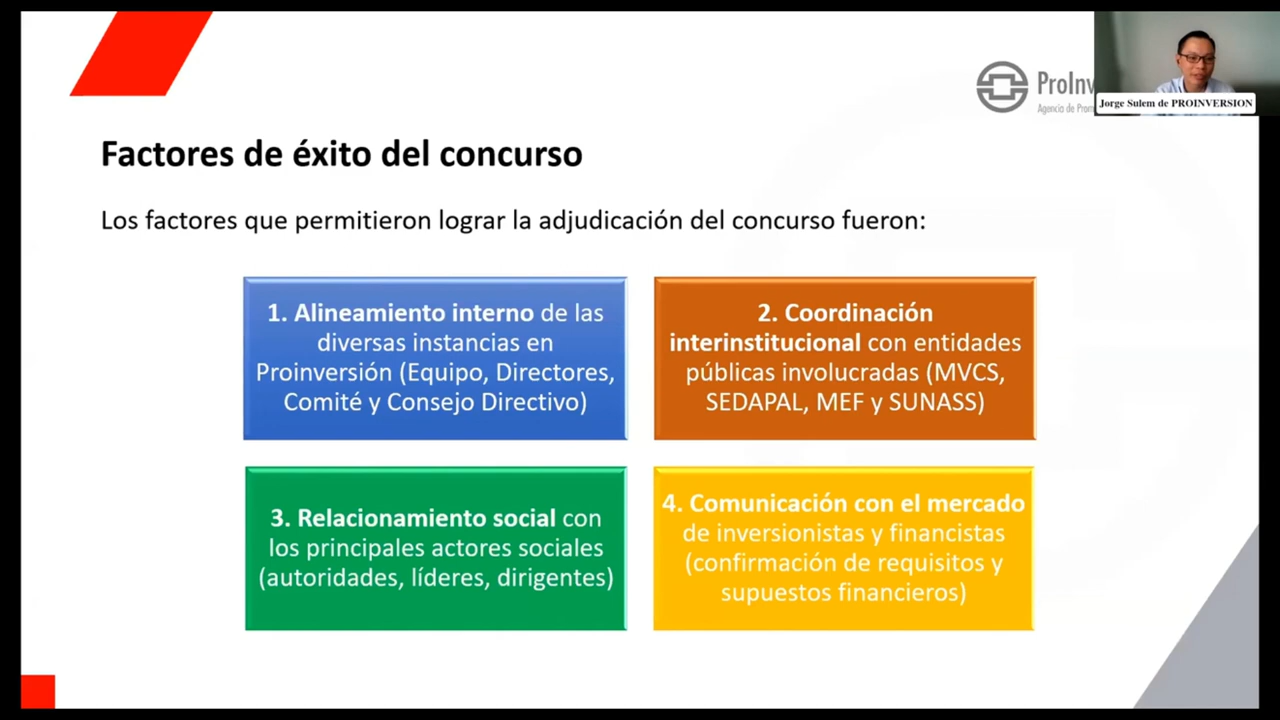 ProInv
Agencia de Prom
Jorge Sulem de PROINVERSION
Factores de éxito del concurso
Los factores que permitieron lograr la adjudicación del concurso fueron:
1. Alineamiento interno de las
diversas instancias en
Proinversión (Equipo, Directores,
Comité y Consejo Directivo)
2. Coordinación
interinstitucional con entidades
públicas involucradas (MVCS,
SEDAPAL, MEF y SUNASS)
3. Relacionamiento social con
los principales actores sociales
(autoridades, líderes, dirigentes)
4. Comunicación con el mercado
de inversionistas y financistas
(confirmación de requisitos y
supuestos financieros)